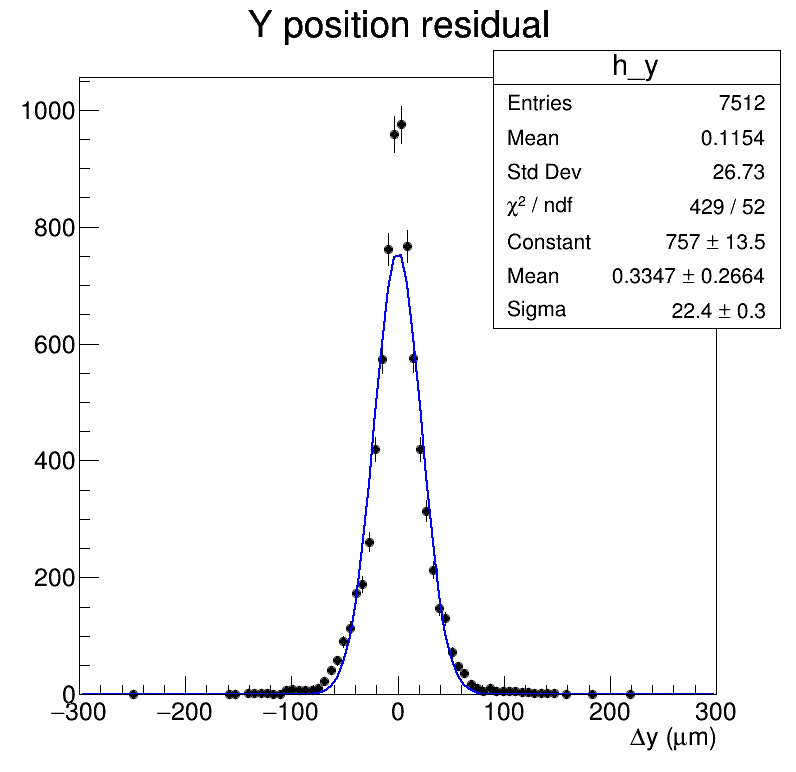 Y position residual
h_y
Entries 7512
Mean 0.1154
Std Dev 26.73
χ² / ndf 429 / 52
Constant 757 ± 13.5
Mean 0.3347 ± 0.2664
Sigma 22.4 ± 0.3
1000
800
600
400
200
0
−300 −200 −100 0 100 200 300
Δy (μm)